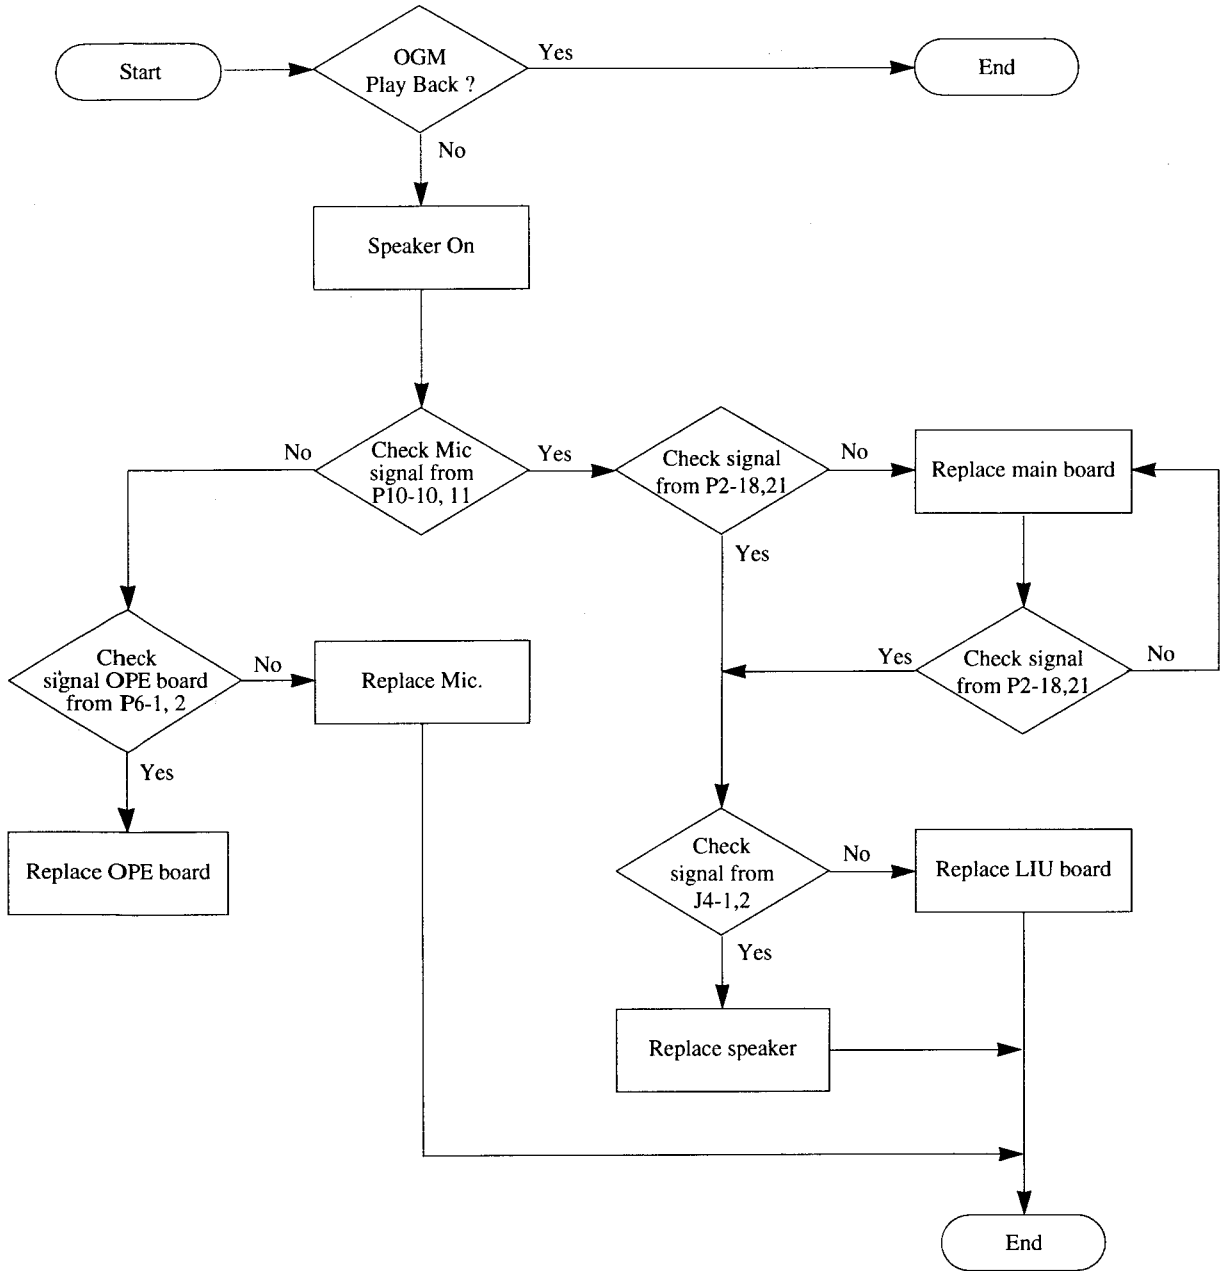 Start
OGM
Play Back ?
Yes
End
No
Speaker On
No
Check Mic
signal from
P10-10, 11
Yes
Check signal
from P2-18,21
No
Replace main board
Yes
Check
signal OPE board
from P6-1, 2
No
Replace Mic.
Yes
Check signal
from P2-18,21
No
Yes
Replace OPE board
Check
signal from
J4-1,2
No
Replace LIU board
Yes
Replace speaker
End